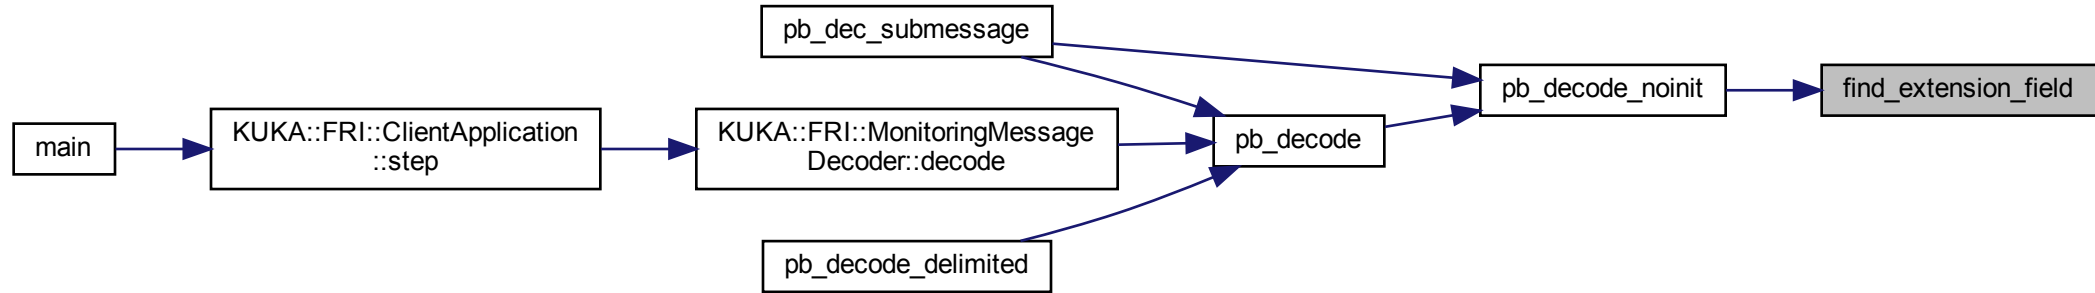 pb_dec_submessage
pb_decode_noinit
find_extension_field
main
KUKA::FRI::ClientApplication
::step
KUKA::FRI::MonitoringMessage
Decoder::decode
pb_decode
pb_decode_delimited